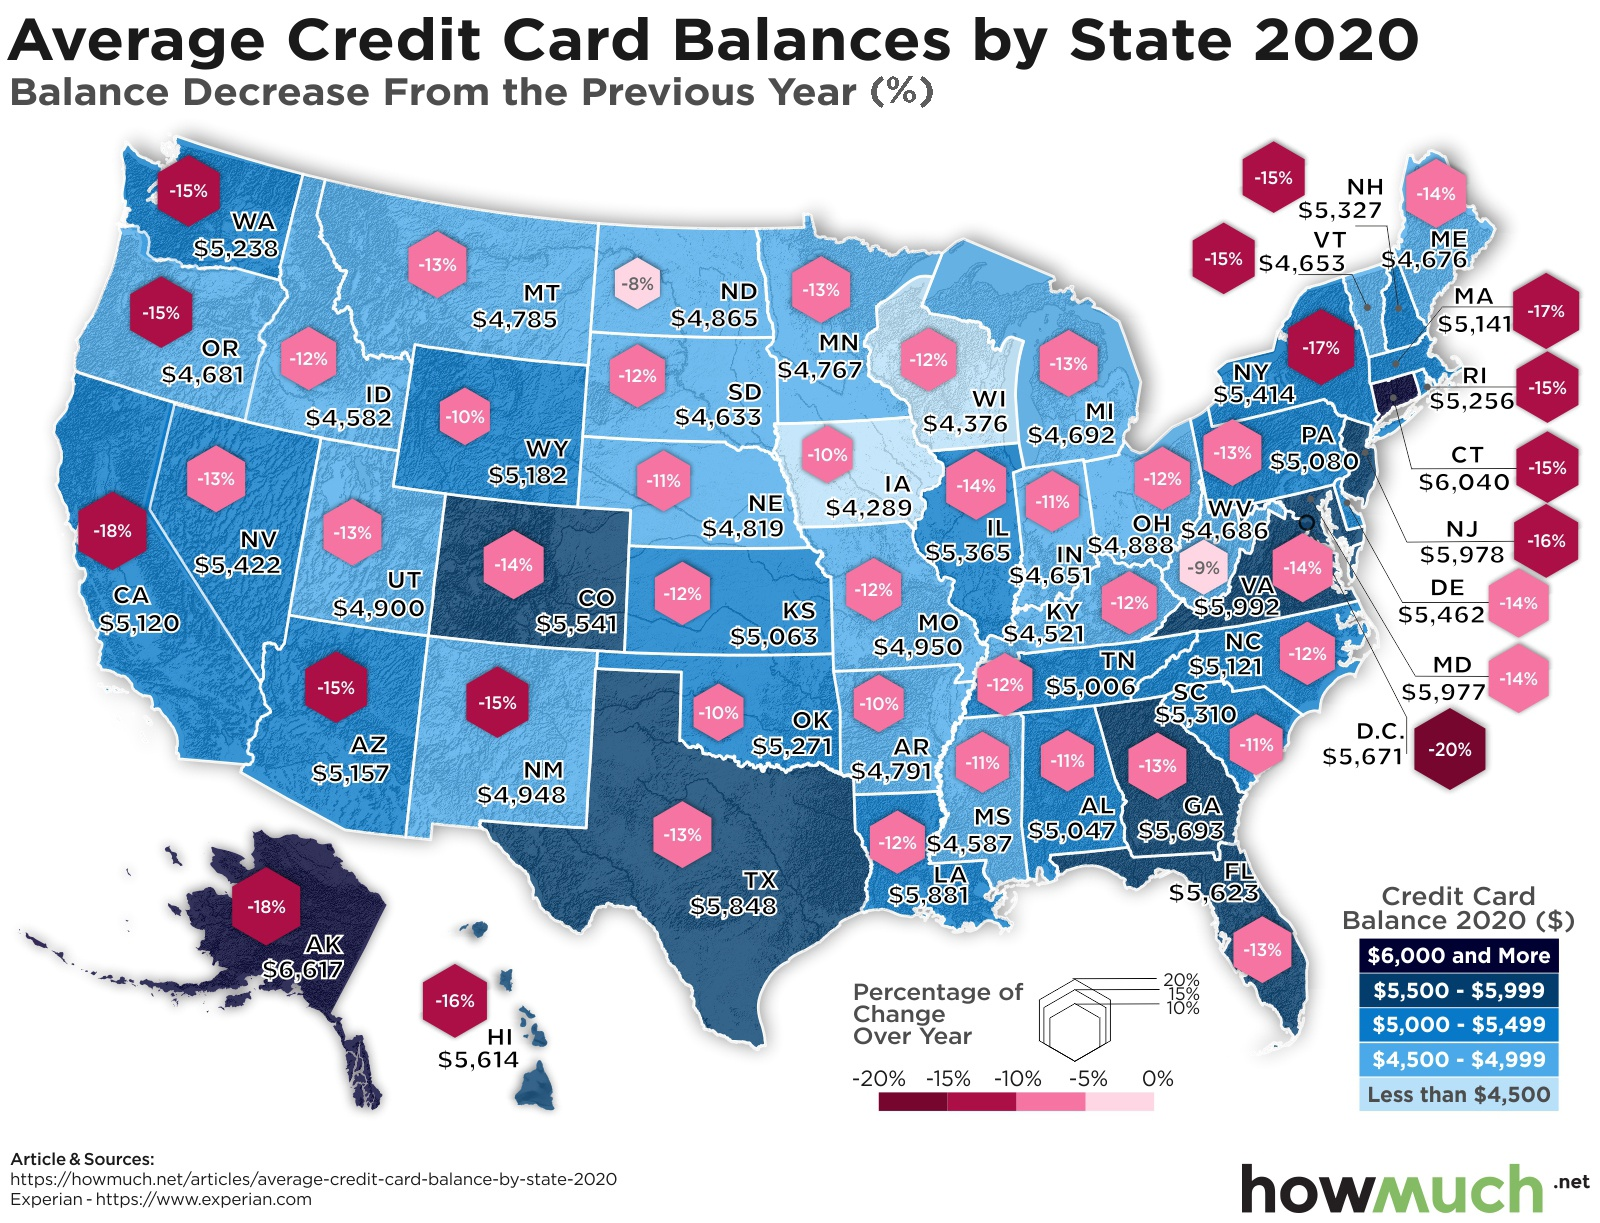 Average Credit Card Balances by State 2020
Balance Decrease From the Previous Year (%)
-15%
WA
$5,238
-15%
OR
$4,681
-12%
ID
$4,582
-13%
MT
$4,785
-8%
ND
$4,865
-13%
MN
$4,767
-12%
SD
$4,633
-10%
WY
$5,182
-12%
WI
$4,376
-13%
MI
$4,692
-15%
NH
$5,327
-15%
VT
$4,653
-14%
ME
$4,676
MA
$5,141
-17%
-17%
NY
$5,414
RI
$5,256
-15%
CT
$6,040
-15%
NJ
$5,978
-16%
DE
$5,462
-14%
MD
$5,977
-14%
D.C.
$5,671
-20%
-18%
CA
$5,120
-13%
NV
$5,422
-13%
UT
$4,900
-14%
CO
$5,541
-11%
NE
$4,819
-10%
IA
$4,289
-14%
IL
$5,365
-11%
IN
$4,651
-12%
OH
$4,888
-13%
PA
$5,080
WV
$4,686
-9%
VA
$5,992
-14%
-12%
KS
$5,063
-12%
MO
$4,950
KY
$4,521
-12%
-12%
TN
$5,006
NC
$5,121
-12%
SC
$5,310
-11%
-15%
AZ
$5,157
-15%
NM
$4,948
-10%
OK
$5,271
-10%
AR
$4,791
-11%
MS
$4,587
-11%
AL
$5,047
-13%
GA
$5,693
-13%
TX
$5,848
-12%
LA
$5,881
FL
$5,623
-13%
-18%
AK
$6,617
-16%
HI
$5,614
Percentage of
Change
Over Year
20%
15%
10%
-20% -15% -10% -5% 0%
Credit Card
Balance 2020 ($)
$6,000 and More
$5,500 - $5,999
$5,000 - $5,499
$4,500 - $4,999
Less than $4,500
Article & Sources:
https://howmuch.net/articles/average-credit-card-balance-by-state-2020
Experian - https://www.experian.com
howmuch.net